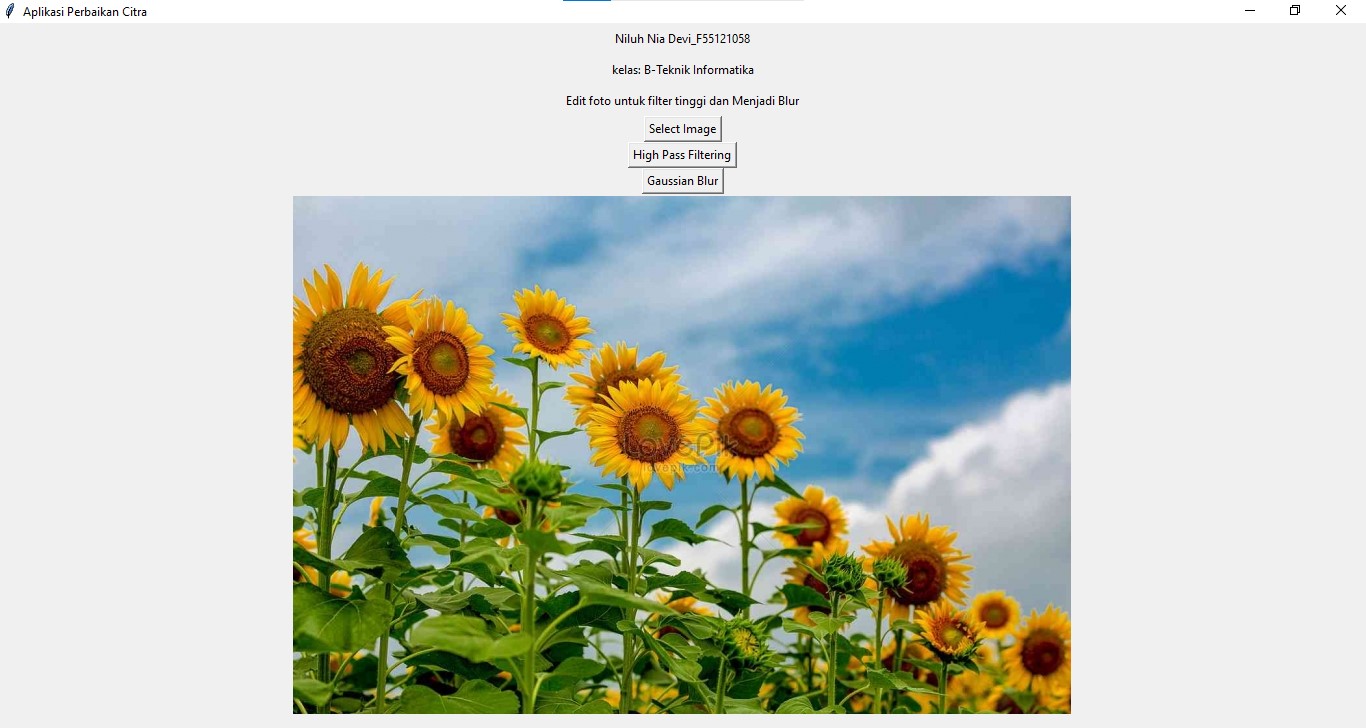 Aplikasi Perbaikan Citra
Niluh Nia Devi_F55121058
kelas: B-Teknik Informatika
Edit foto untuk filter tinggi dan Menjadi Blur
Select Image
High Pass Filtering
Gaussian Blur
LovePik
lovepik.com